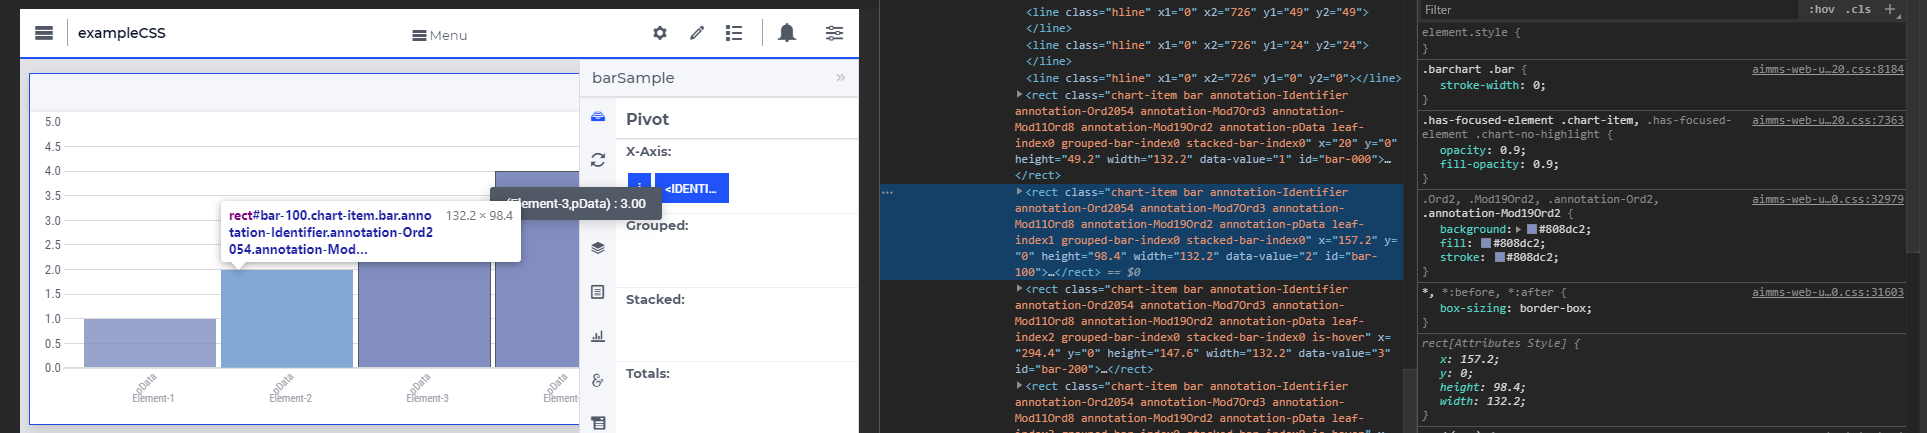 exampleCSS
Menu
barSample
»
Pivot
X-Axis:
<IDENTI...
Grouped:
Stacked:
Totals:
5.0
4.5
4.0
3.5
3.0
2.5
2.0
1.5
1.0
0.5
0.0
(Element-3,pData) : 3.00
rect#bar-100.chart-item.bar.anno
tation-Identifier.annotation-Ord2
054.annotation-Mod...
132.2 × 98.4
pData
Element-1
pData
Element-2
pData
Element-3
pData
Element-
<line class="hline" x1="0" x2="726" y1="49" y2="49">
</line>
<line class="hline" x1="0" x2="726" y1="24" y2="24">
</line>
<line class="hline" x1="0" x2="726" y1="0" y2="0"></line>
<rect class="chart-item bar annotation-Identifier
annotation-Ord2054 annotation-Mod7Ord3 annotation-
Mod11Ord8 annotation-Mod19Ord2 annotation-pData leaf-
index0 grouped-bar-index0 stacked-bar-index0" x="20" y="0"
height="49.2" width="132.2" data-value="1" id="bar-000">…
</rect>
<rect class="chart-item bar annotation-Identifier
annotation-Ord2054 annotation-Mod7Ord3 annotation-
Mod11Ord8 annotation-Mod19Ord2 annotation-pData leaf-
index1 grouped-bar-index0 stacked-bar-index0" x="157.2" y=
"0" height="98.4" width="132.2" data-value="2" id="bar-
100">…</rect> == $0
<rect class="chart-item bar annotation-Identifier
annotation-Ord2054 annotation-Mod7Ord3 annotation-
Mod11Ord8 annotation-Mod19Ord2 annotation-pData leaf-
index2 grouped-bar-index0 stacked-bar-index0 is-hover" x=
"294.4" y="0" height="147.6" width="132.2" data-value="3"
id="bar-200">…</rect>
<rect class="chart-item bar annotation-Identifier
annotation-Ord2054 annotation-Mod7Ord3 annotation-
Mod11Ord8 annotation-Mod19Ord2 annotation-pData leaf-
Filter
:hov .cls +
element.style {
}
.barchart .bar {
aimms-web-u…20.css:8184
stroke-width: 0;
}
.has-focused-element .chart-item, .has-focused-
aimms-web-u…20.css:7363
element .chart-no-highlight {
opacity: 0.9;
fill-opacity: 0.9;
}
.Ord2, .Mod19Ord2, .annotation-Ord2,
aimms-web-u…0.css:32979
.annotation-Mod19Ord2 {
background: #808dc2;
fill: #808dc2;
stroke: #808dc2;
}
*, *:before, *:after {
aimms-web-u…0.css:31603
box-sizing: border-box;
}
rect[Attributes Style] {
x: 157.2;
y: 0;
height: 98.4;
width: 132.2;
}